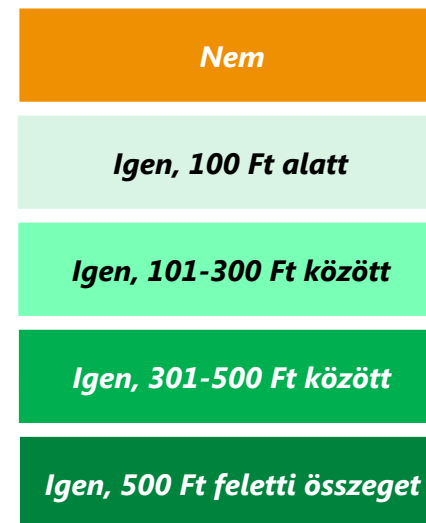 Nem
Igen, 100 Ft alatt
Igen, 101-300 Ft között
Igen, 301-500 Ft között
Igen, 500 Ft feletti összeget